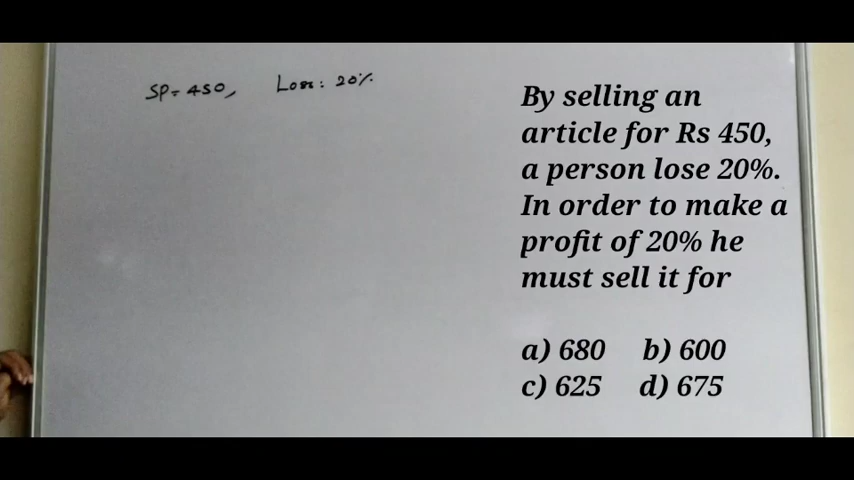 SP = 450, Loss: 20%.
By selling an
article for Rs 450,
a person lose 20%.
In order to make a
profit of 20% he
must sell it for
a) 680 b) 600
c) 625 d) 675